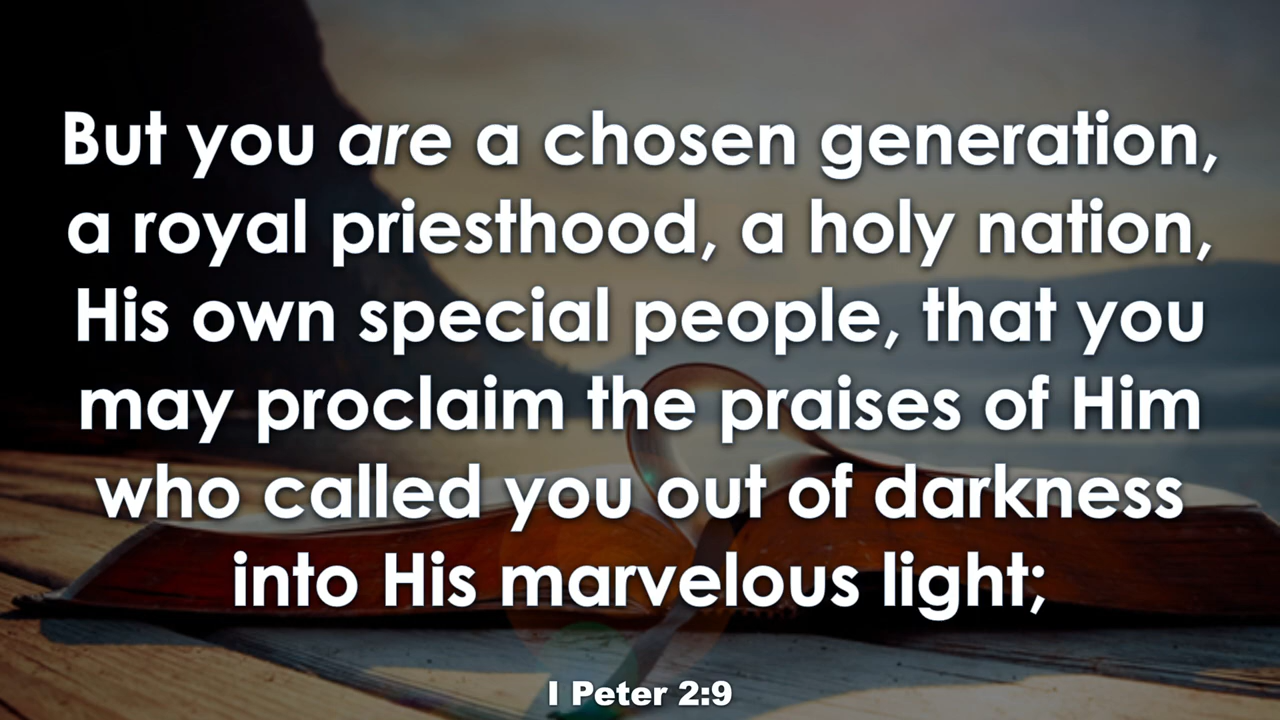 But you are a chosen generation,
a royal priesthood, a holy nation,
His own special people, that you
may proclaim the praises of Him
who called you out of darkness
into His marvelous light;
I Peter 2:9